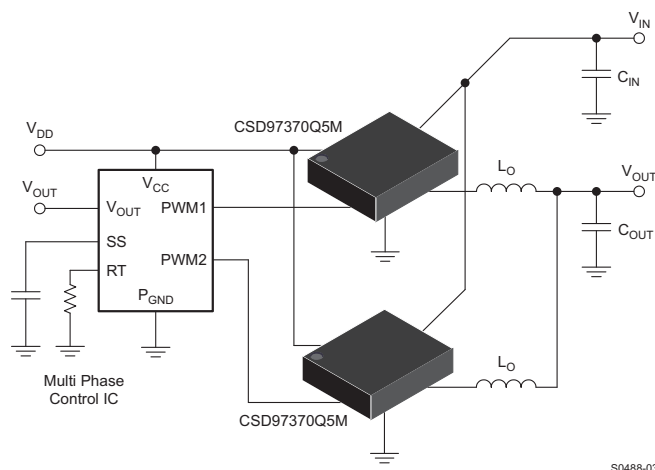 V_IN
C_IN
CSD97370Q5M
V_DD
L_O
V_OUT
C_OUT
V_OUT
V_CC
V_OUT
PWM1
SS
PWM2
RT
P_GND
Multi Phase
Control IC
L_O
CSD97370Q5M